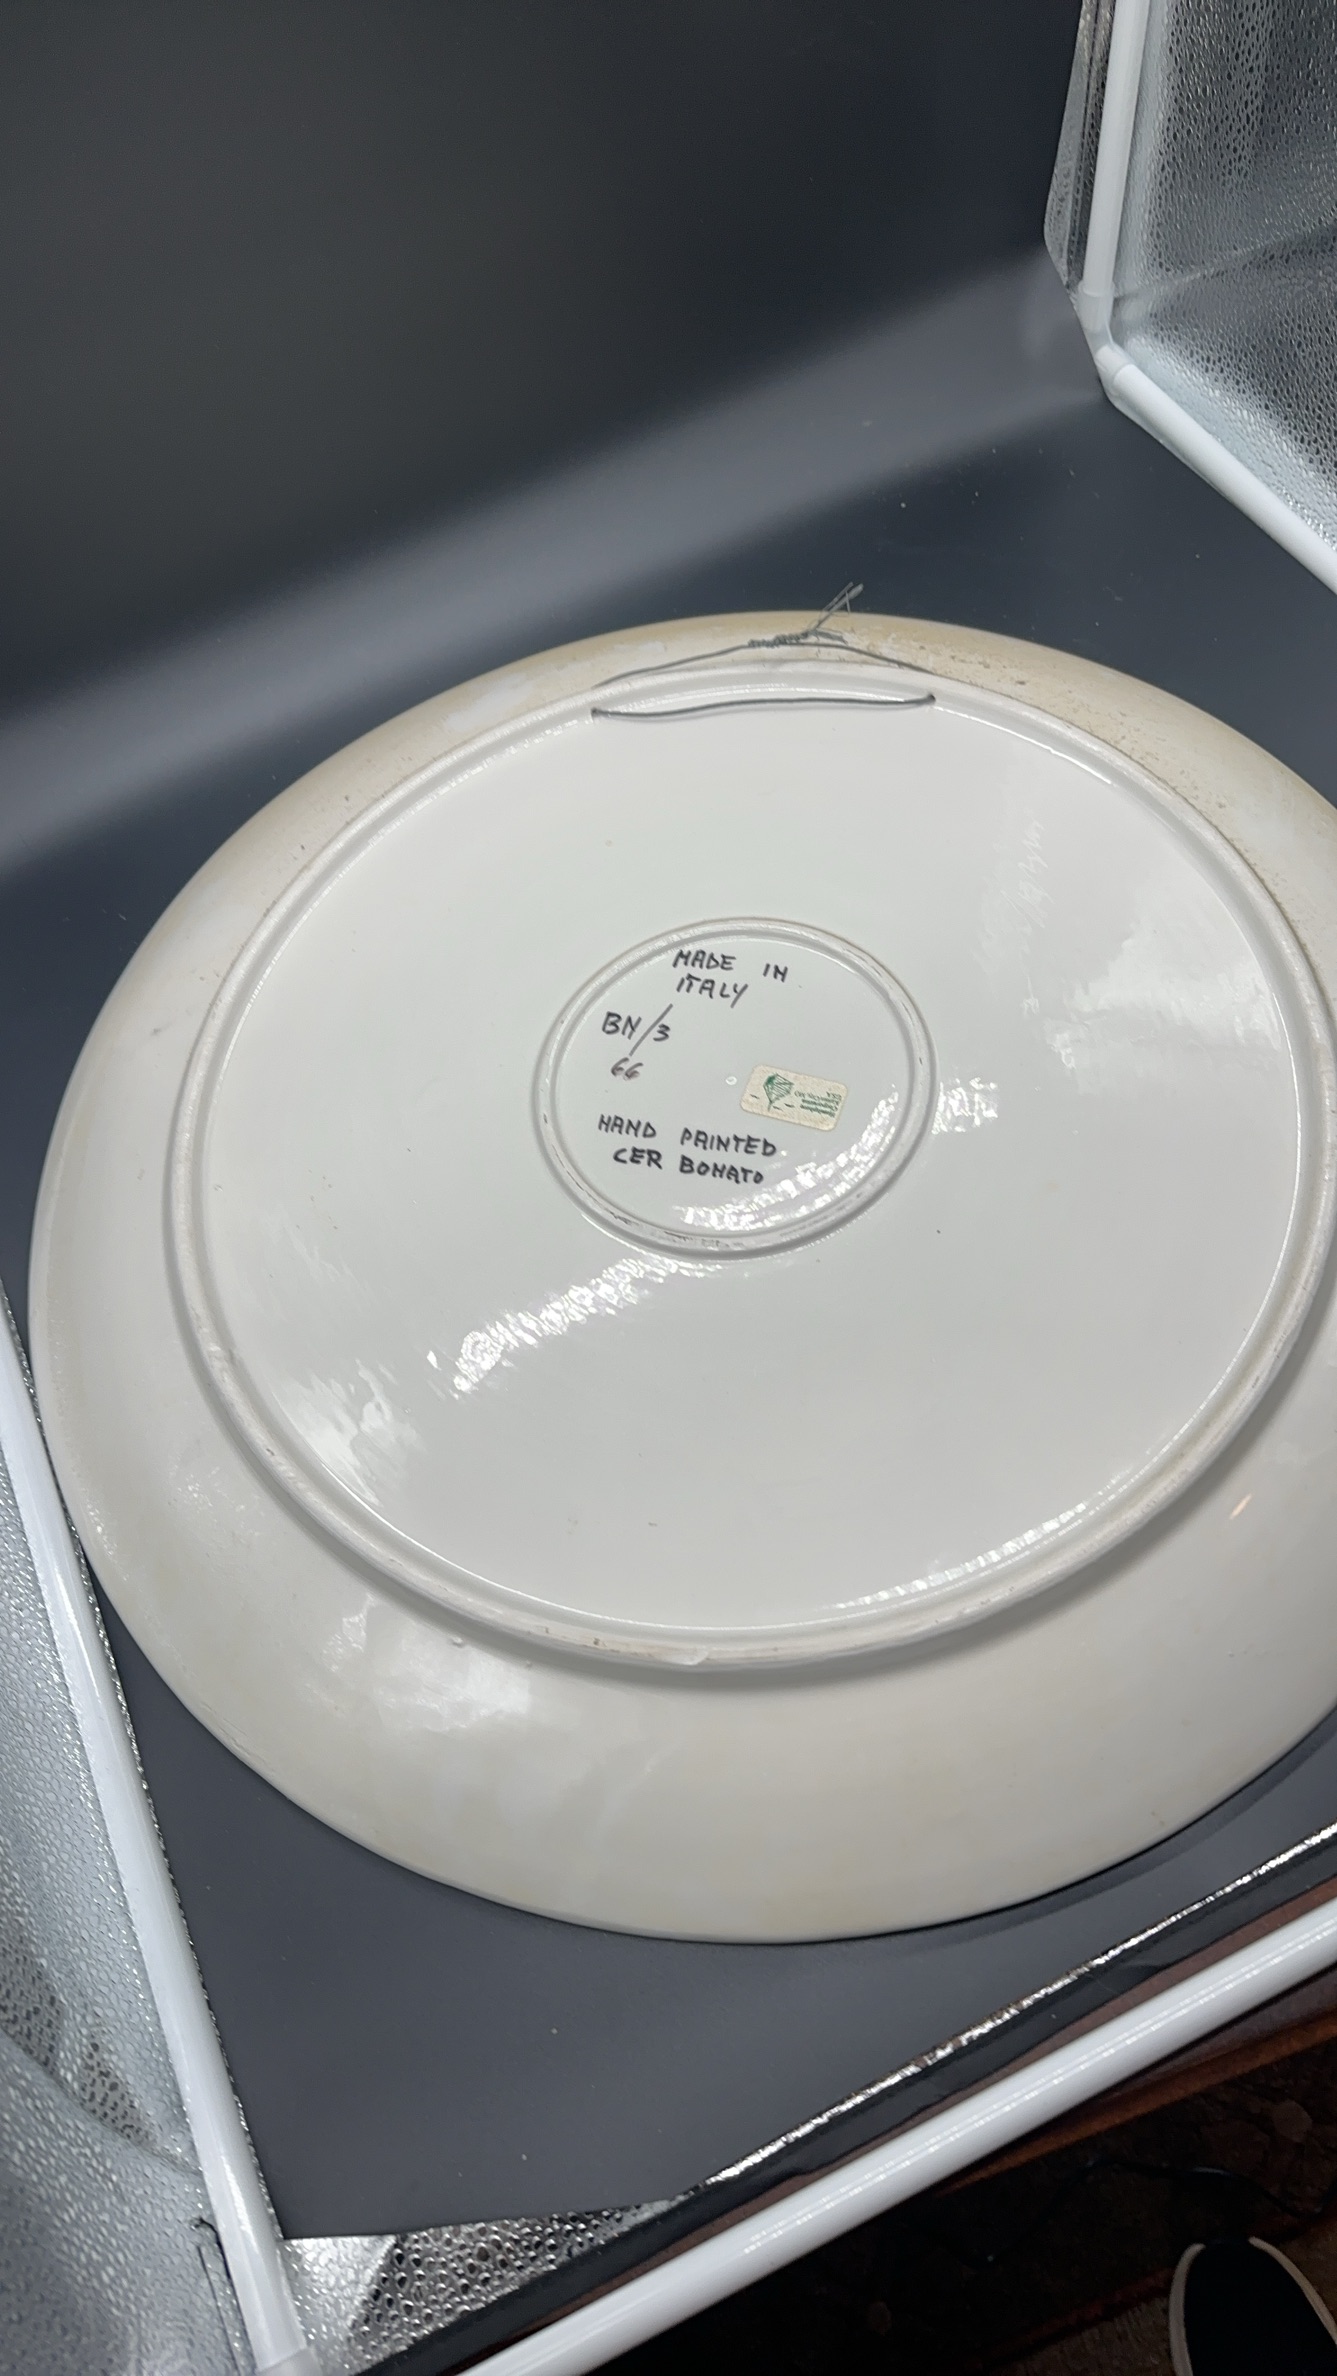 MADE IN
ITALY
BN/3
66
HAND PAINTED
CER BONATO